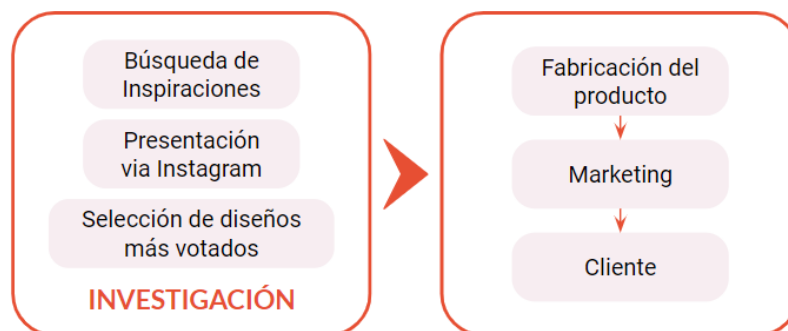 Búsqueda de
Inspiraciones
Presentación
via Instagram
Selección de diseños
más votados
INVESTIGACIÓN
Fabricación del
producto
Marketing
Cliente